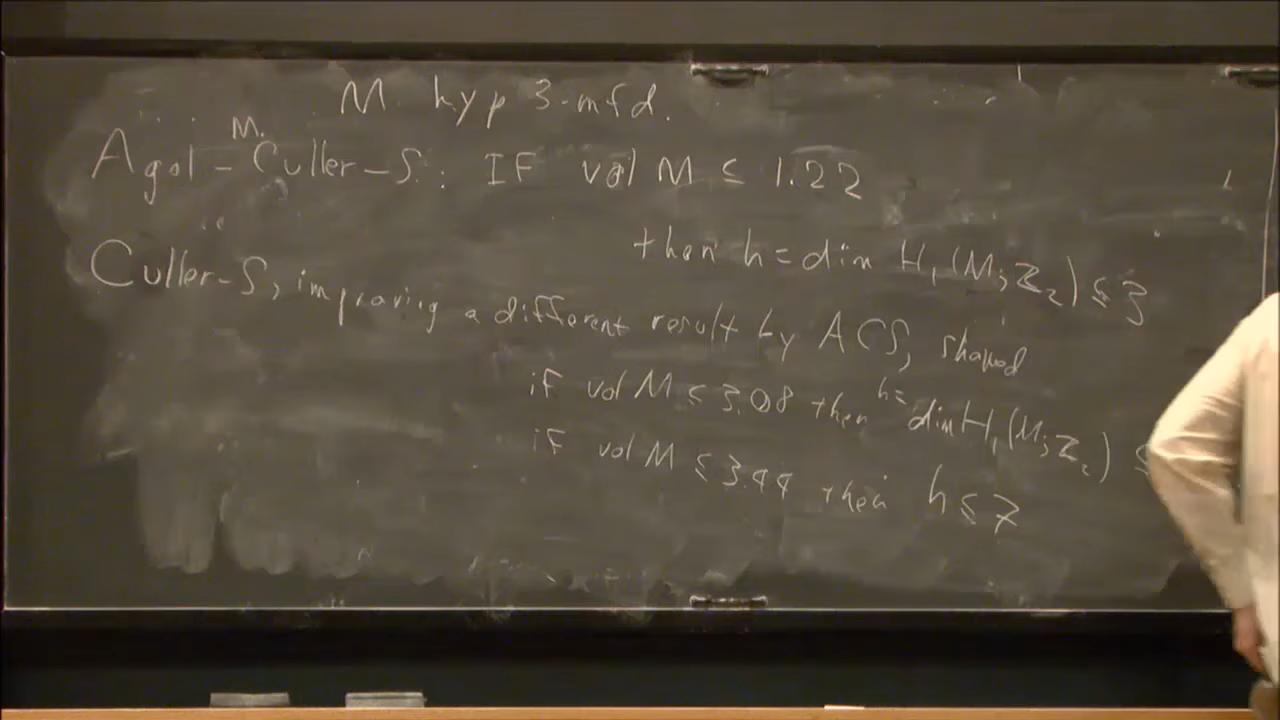 M hyp 3-mfd.
M.
Agol-Culler-S.: IF vol M ≤ 1.22
then h = dim H₁(M; ℤ₂) ≤ 3
Culler-S, improving a different result by ACS, showed
if vol M ≤ 3.08 then h = dim H₁(M; ℤ₂) ≤
if vol M ≤ 3.44 then h ≤ 7